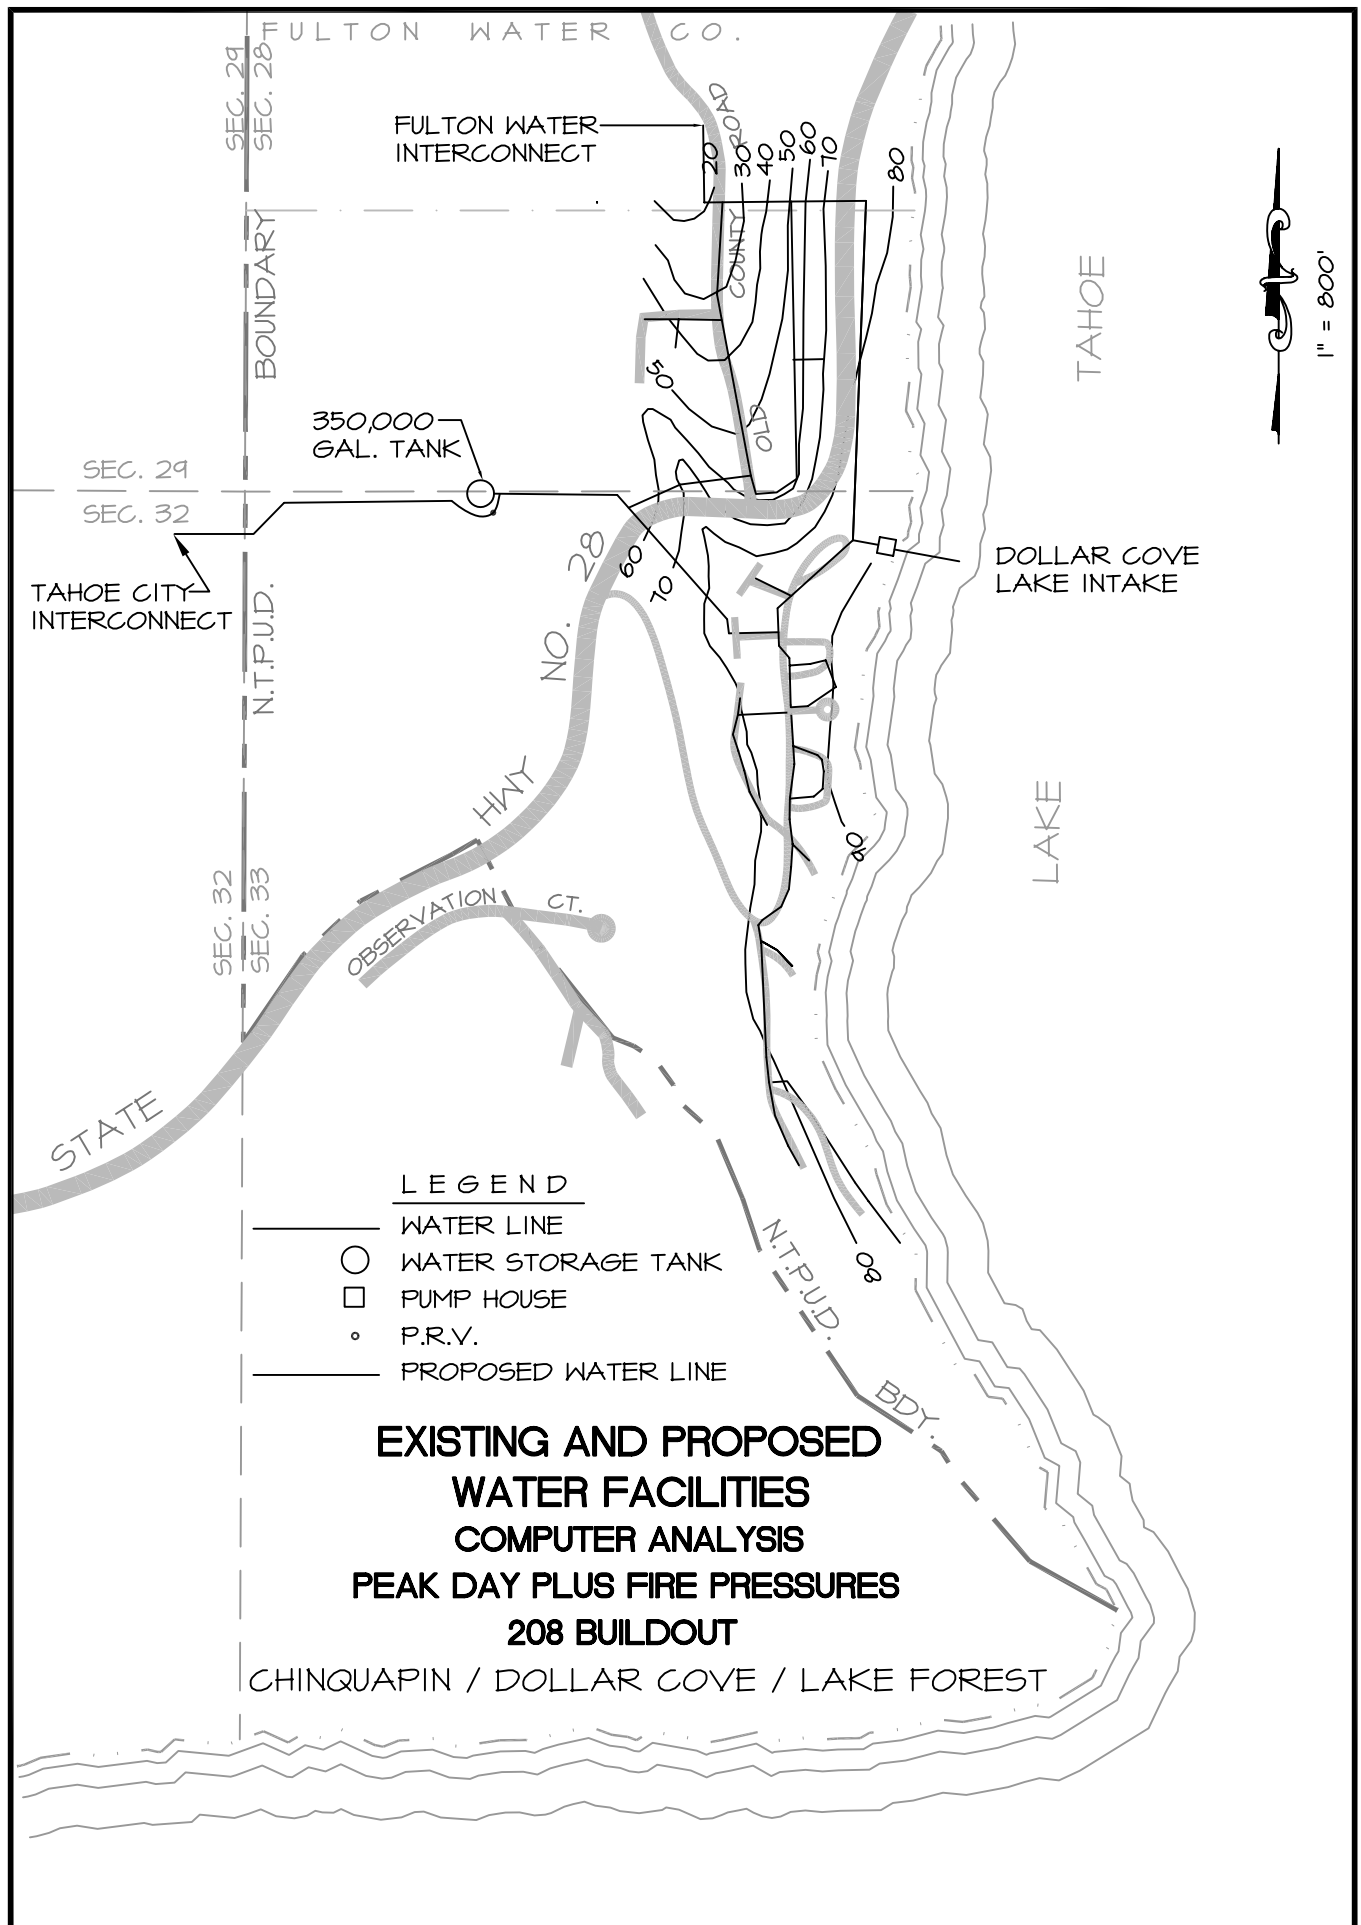 FULTON WATER CO.
SEC. 29
SEC. 28
FULTON WATER
INTERCONNECT
ROAD
20
30
40
50
60
70
80
COUNTY
BOUNDARY
TAHOE
1" = 800'
50
OLD
350,000
GAL. TANK
SEC. 29
SEC. 32
28
60
70
DOLLAR COVE
LAKE INTAKE
TAHOE CITY
INTERCONNECT
N.T.P.U.D.
NO.
HWY
LAKE
90
SEC. 32
SEC. 33
OBSERVATION CT.
STATE
LEGEND
WATER LINE
WATER STORAGE TANK
PUMP HOUSE
P.R.V.
PROPOSED WATER LINE
80
N.T.P.U.D.
BDY.
EXISTING AND PROPOSED
WATER FACILITIES
COMPUTER ANALYSIS
PEAK DAY PLUS FIRE PRESSURES
208 BUILDOUT
CHINQUAPIN / DOLLAR COVE / LAKE FOREST